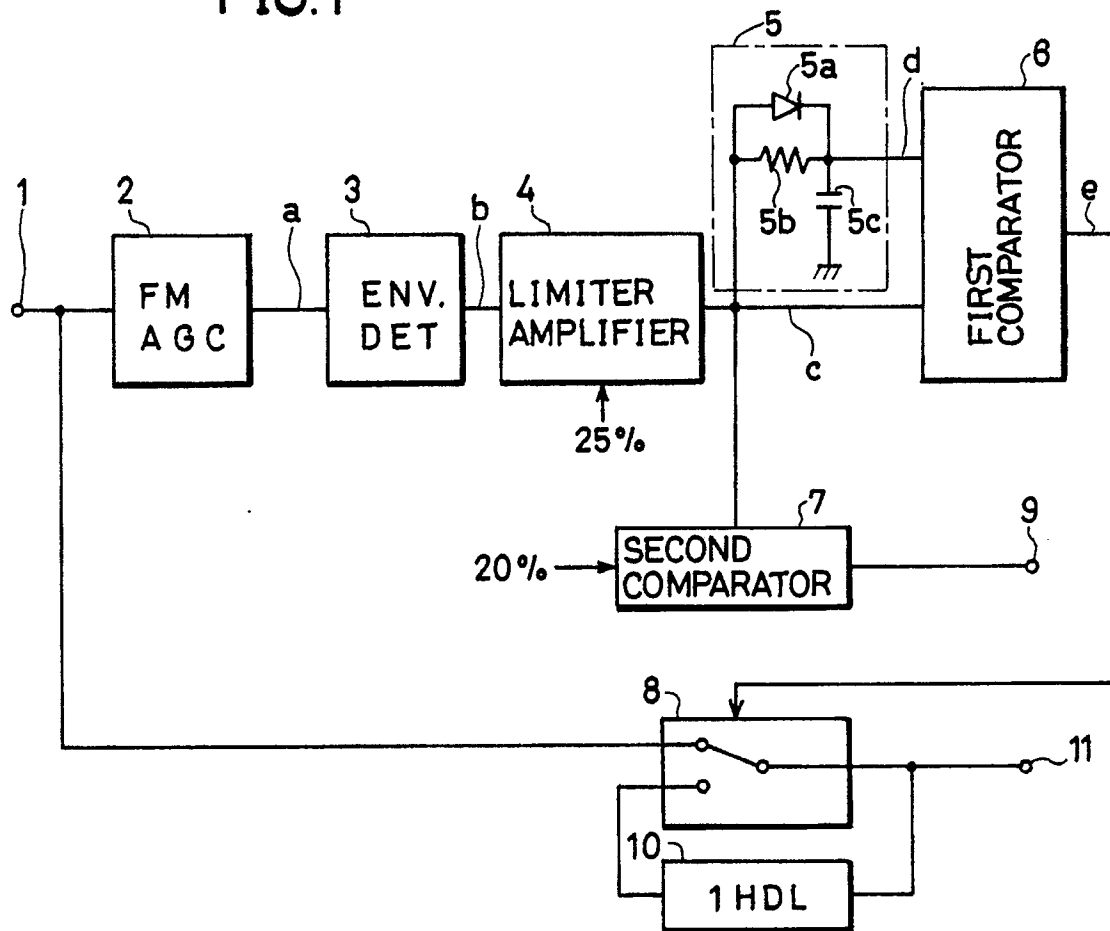 FIG.1
5
5a
d
6
1
2
a
3
b
4
5b
5c
e
FM
AGC
ENV.
DET
LIMITER
AMPLIFIER
FIRST
COMPARATOR
c
25%
7
9
20%
SECOND
COMPARATOR
8
11
10
1HDL